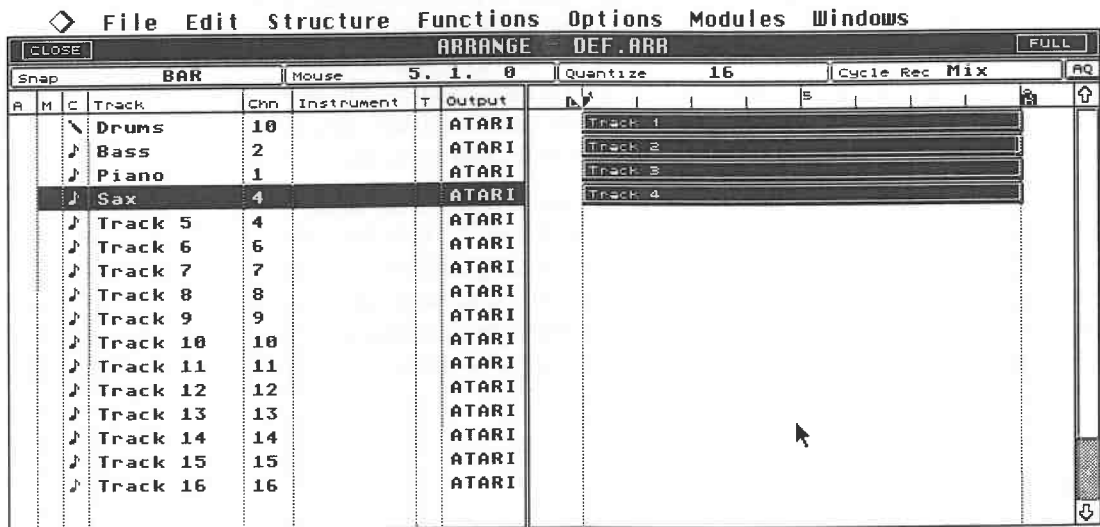 File Edit Structure Functions Options Modules Windows
CLOSE ARRANGE - DEF.ARR FULL
Snap BAR Mouse 5. 1. 0 Quantize 16 Cycle Rec Mix AQ
A M C Track Chn Instrument T Output 1 5
Drums 10 ATARI Track 1
Bass 2 ATARI Track 2
Piano 1 ATARI Track 3
Sax 4 ATARI Track 4
Track 5 4 ATARI
Track 6 6 ATARI
Track 7 7 ATARI
Track 8 8 ATARI
Track 9 9 ATARI
Track 10 10 ATARI
Track 11 11 ATARI
Track 12 12 ATARI
Track 13 13 ATARI
Track 14 14 ATARI
Track 15 15 ATARI
Track 16 16 ATARI